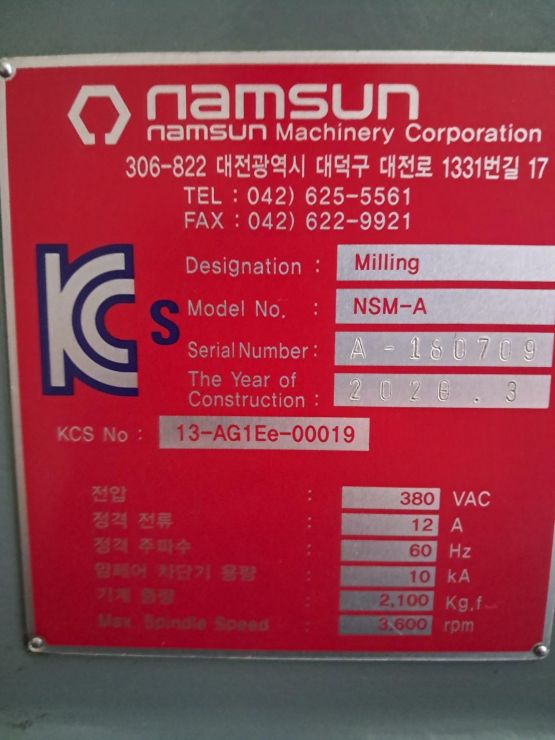 namsun
namsun Machinery Corporation
306-822 대전광역시 대덕구 대전로 1331번길 17
TEL : 042) 625-5561
FAX : 042) 622-9921
KC s
Designation : Milling
Model No. : NSM-A
Serial Number : A-180709
The Year of
Construction : 2020.3
KCS No : 13-AG1Ee-00019
전압 : 380 VAC
정격 전류 : 12 A
정격 주파수 : 60 Hz
차단기 용량 : 10 kA
기계 중량 : 2,100 Kg.f
Max. Spindle Speed : 3,600 rpm